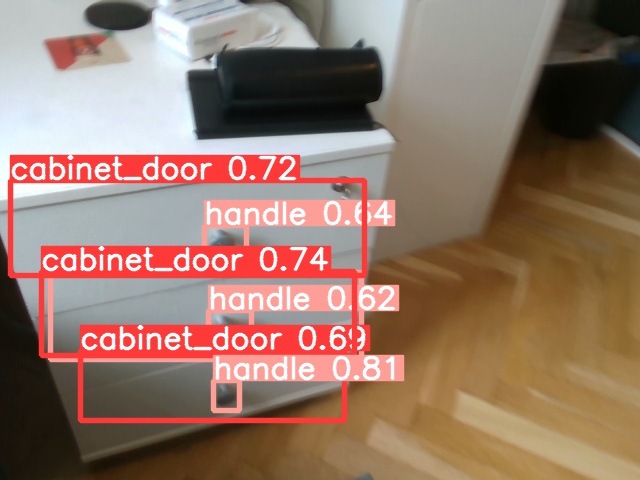 cabinet_door 0.72
handle 0.64
cabinet_door 0.74
handle 0.62
cabinet_door 0.69
handle 0.81